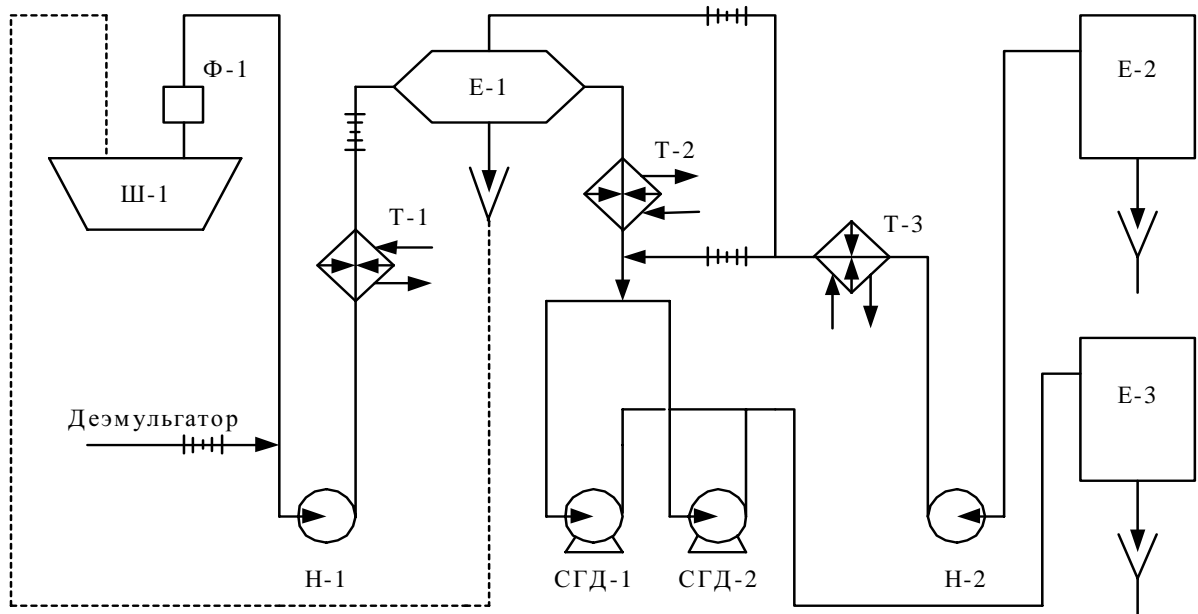 Ф-1
Е-1
Е-2
Т-2
Ш-1
Т-1
Т-3
Е-3
Деэмульгатор
Н-1
СГД-1
СГД-2
Н-2